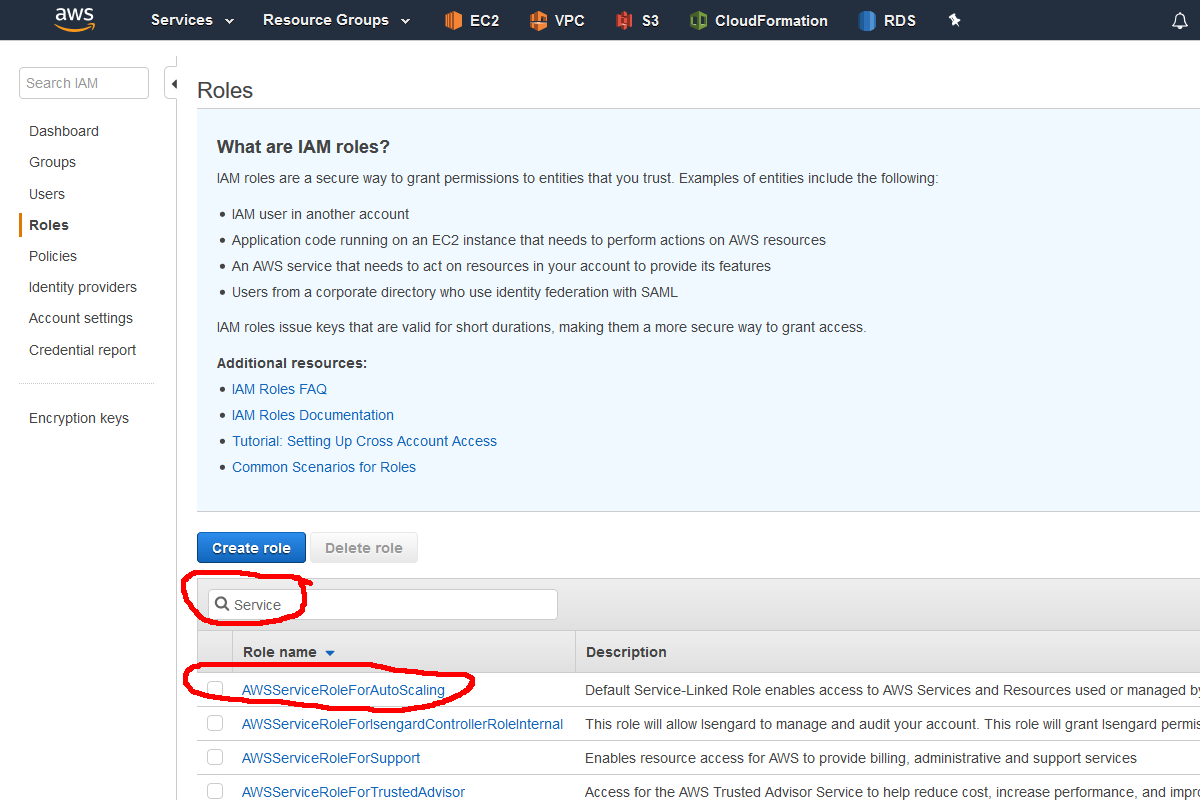 aws Services Resource Groups EC2 VPC S3 CloudFormation RDS
Search IAM
Dashboard
Groups
Users
Roles
Policies
Identity providers
Account settings
Credential report
Encryption keys
Roles
What are IAM roles?
IAM roles are a secure way to grant permissions to entities that you trust. Examples of entities include the following:
• IAM user in another account
• Application code running on an EC2 instance that needs to perform actions on AWS resources
• An AWS service that needs to act on resources in your account to provide its features
• Users from a corporate directory who use identity federation with SAML
IAM roles issue keys that are valid for short durations, making them a more secure way to grant access.
Additional resources:
• IAM Roles FAQ
• IAM Roles Documentation
• Tutorial: Setting Up Cross Account Access
• Common Scenarios for Roles
Create role Delete role
Service
Role name Description
AWSServiceRoleForAutoScaling Default Service-Linked Role enables access to AWS Services and Resources used or managed by
AWSServiceRoleForIsengardControllerRoleInternal This role will allow Isengard to manage and audit your account. This role will grant Isengard permis
AWSServiceRoleForSupport Enables resource access for AWS to provide billing, administrative and support services
AWSServiceRoleForTrustedAdvisor Access for the AWS Trusted Advisor Service to help reduce cost, increase performance, and impro